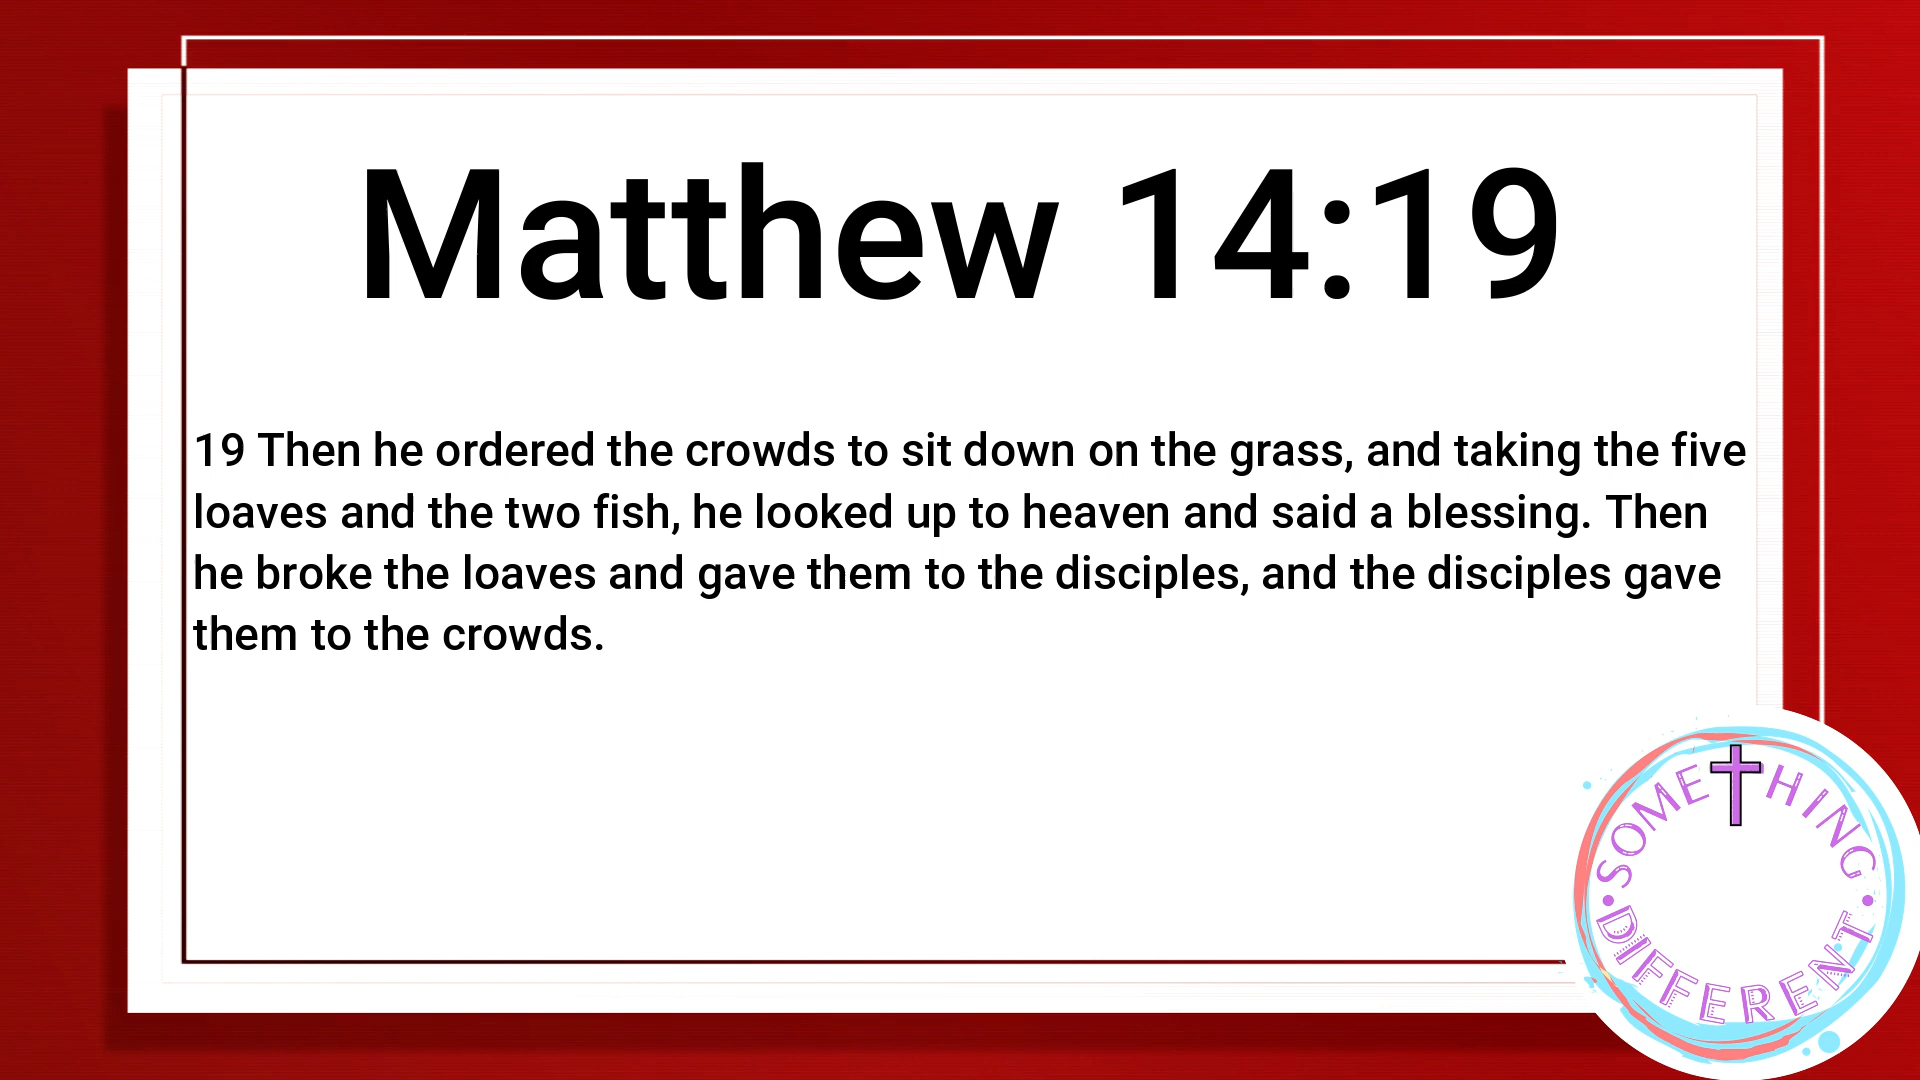 Matthew 14:19
19 Then he ordered the crowds to sit down on the grass, and taking the five
loaves and the two fish, he looked up to heaven and said a blessing. Then
he broke the loaves and gave them to the disciples, and the disciples gave
them to the crowds.
SOMETHING
DIFFERENT